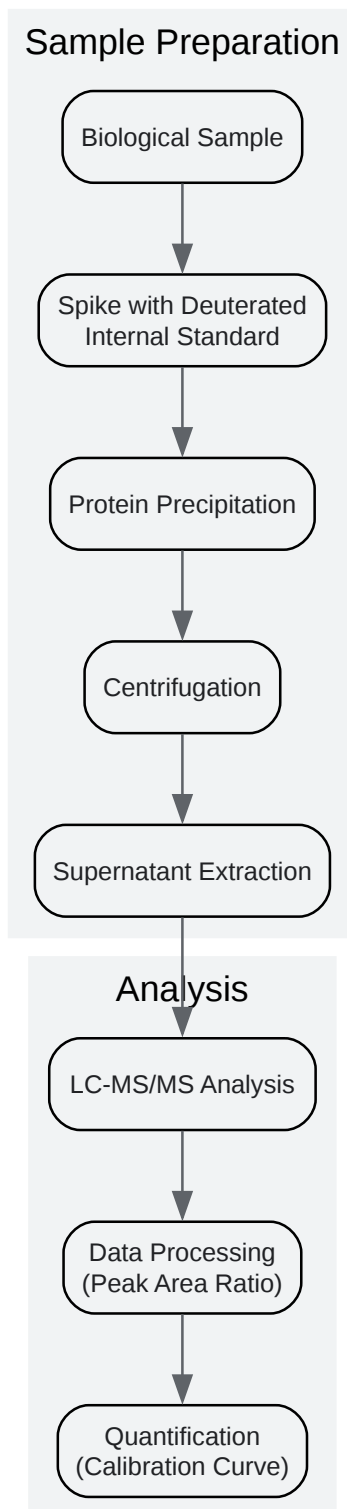 Sample Preparation
Biological Sample
Spike with Deuterated
Internal Standard
Protein Precipitation
Centrifugation
Supernatant Extraction
Analysis
LC-MS/MS Analysis
Data Processing
(Peak Area Ratio)
Quantification
(Calibration Curve)